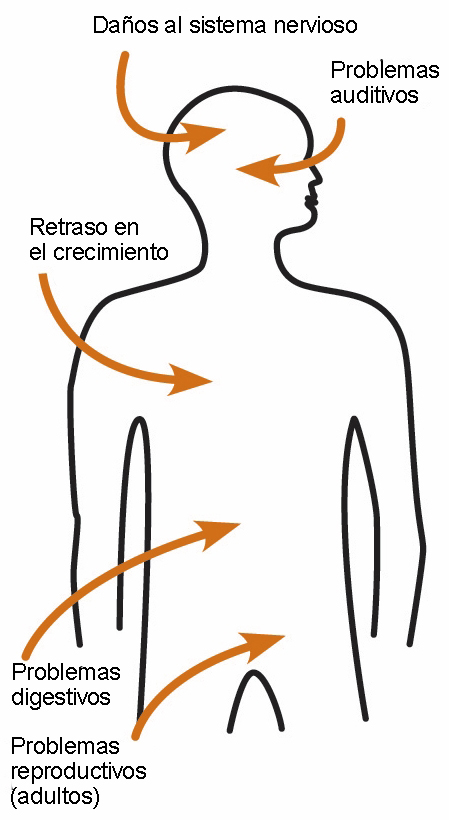 Daños al sistema nervioso
Problemas
auditivos
Retraso en
el crecimiento
Problemas
digestivos
Problemas
reproductivos
(adultos)